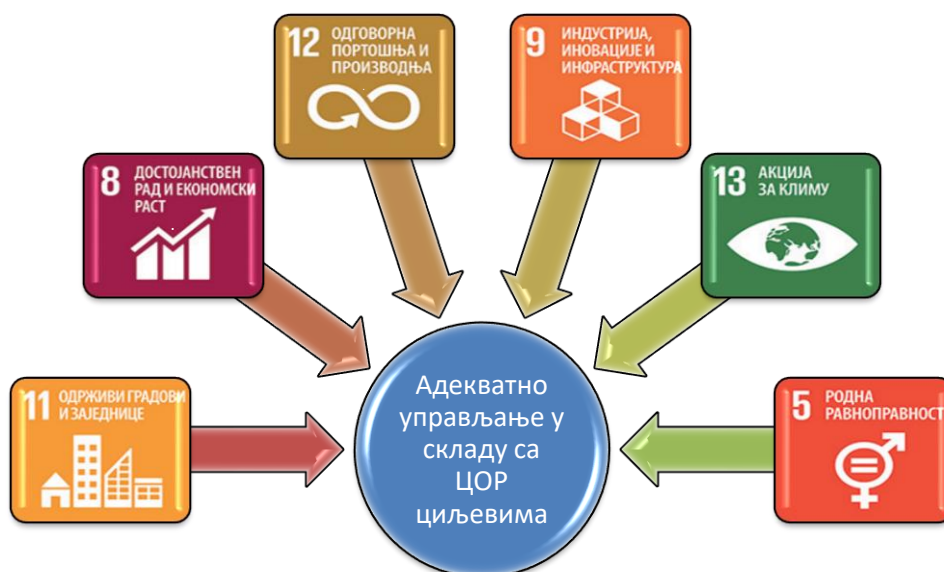 12 ОДГОВОРНА
ПОРТОШЊА И
ПРОИЗВОДЊА
9 ИНДУСТРИЈА,
ИНОВАЦИЈЕ И
ИНФРАСТРУКТУРА
8 ДОСТОЈАНСТВЕН
РАД И ЕКОНОМСКИ
РАСТ
13 АКЦИЈА
ЗА КЛИМУ
11 ОДРЖИВИ ГРАДОВИ
И ЗАЈЕДНИЦЕ
Адекватно
управљање у
складу са
ЦОР
циљевима
5 РОДНА
РАВНОПРАВНОСТ